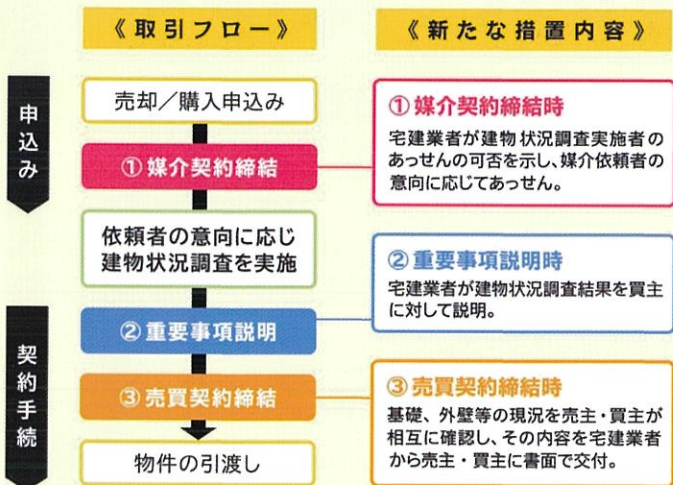 《取引フロー》
《新たな措置内容》
申込み
売却／購入申込み
①媒介契約締結
依頼者の意向に応じ
建物状況調査を実施
契約手続
②重要事項説明
③売買契約締結
物件の引渡し
①媒介契約締結時
宅建業者が建物状況調査実施者の
あっせんの可否を示し、媒介依頼者の
意向に応じてあっせん。
②重要事項説明時
宅建業者が建物状況調査結果を買主
に対して説明。
③売買契約締結時
基礎、外壁等の現況を売主・買主が
相互に確認し、その内容を宅建業者
から売主・買主に書面で交付。